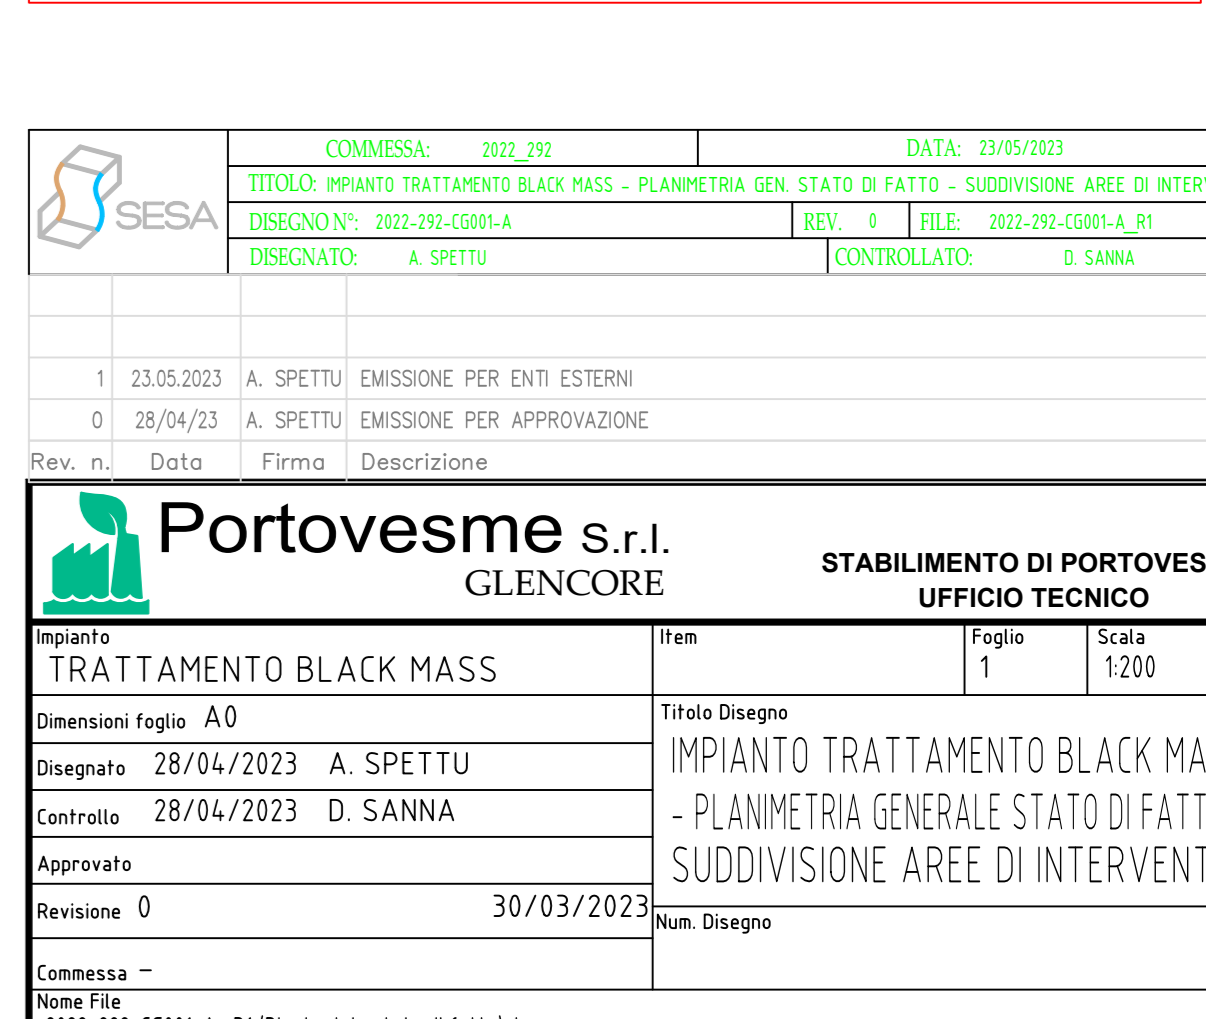 SESA
COMMESSA: 2022_292
DATA: 23/05/2023
TITOLO: IMPIANTO TRATTAMENTO BLACK MASS - PLANIMETRIA GEN. STATO DI FATTO - SUDDIVISIONE AREE DI INTER
DISEGNO N°: 2022-292-CG001-A
REV. 0
FILE: 2022-292-CG001-A_R1
DISEGNATO: A. SPETTU
CONTROLLATO: D. SANNA
1 23.05.2023 A. SPETTU EMISSIONE PER ENTI ESTERNI
0 28/04/23 A. SPETTU EMISSIONE PER APPROVAZIONE
Rev. n. Data Firma Descrizione
Portovesme S.r.l.
GLENCORE
STABILIMENTO DI PORTOVES
UFFICIO TECNICO
Impianto
TRATTAMENTO BLACK MASS
Item
Foglio
1
Scala
1:200
Dimensioni foglio A0
Disegnato 28/04/2023 A. SPETTU
Controllo 28/04/2023 D. SANNA
Approvato
Revisione 0 30/03/2023
Commessa -
Titolo Disegno
IMPIANTO TRATTAMENTO BLACK MA
- PLANIMETRIA GENERALE STATO DI FATT
SUDDIVISIONE AREE DI INTERVENT
Num. Disegno
Nome File